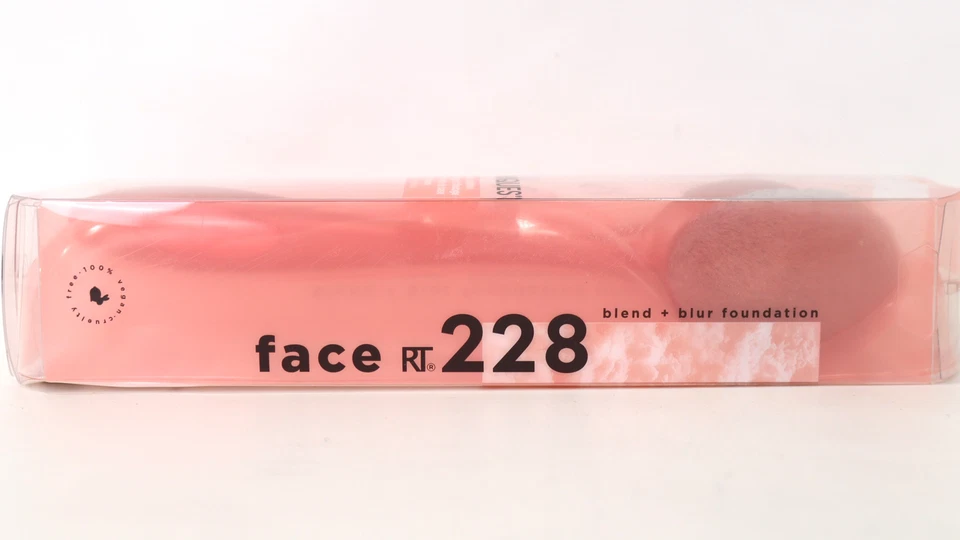 100% vegan·cruelty free·
blend + blur foundation
face RT® 228